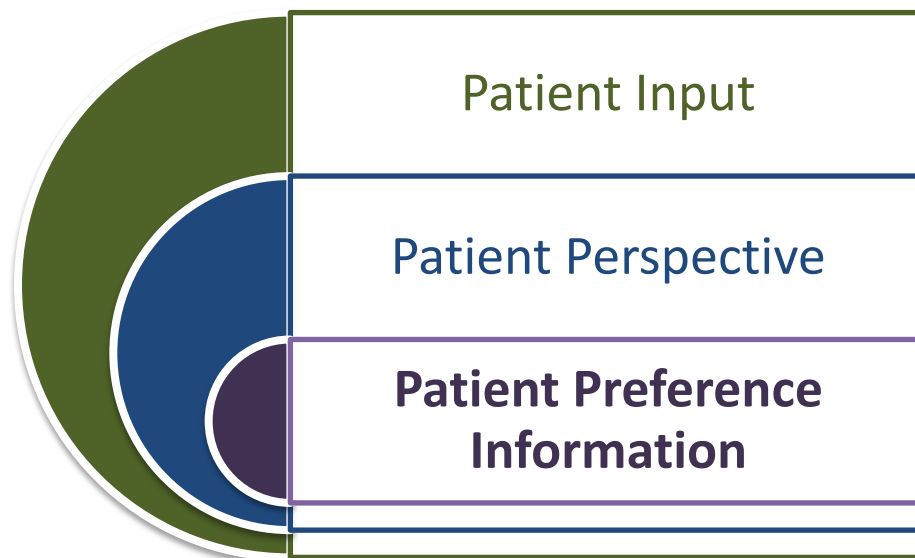 Patient Input
Patient Perspective
Patient Preference
Information